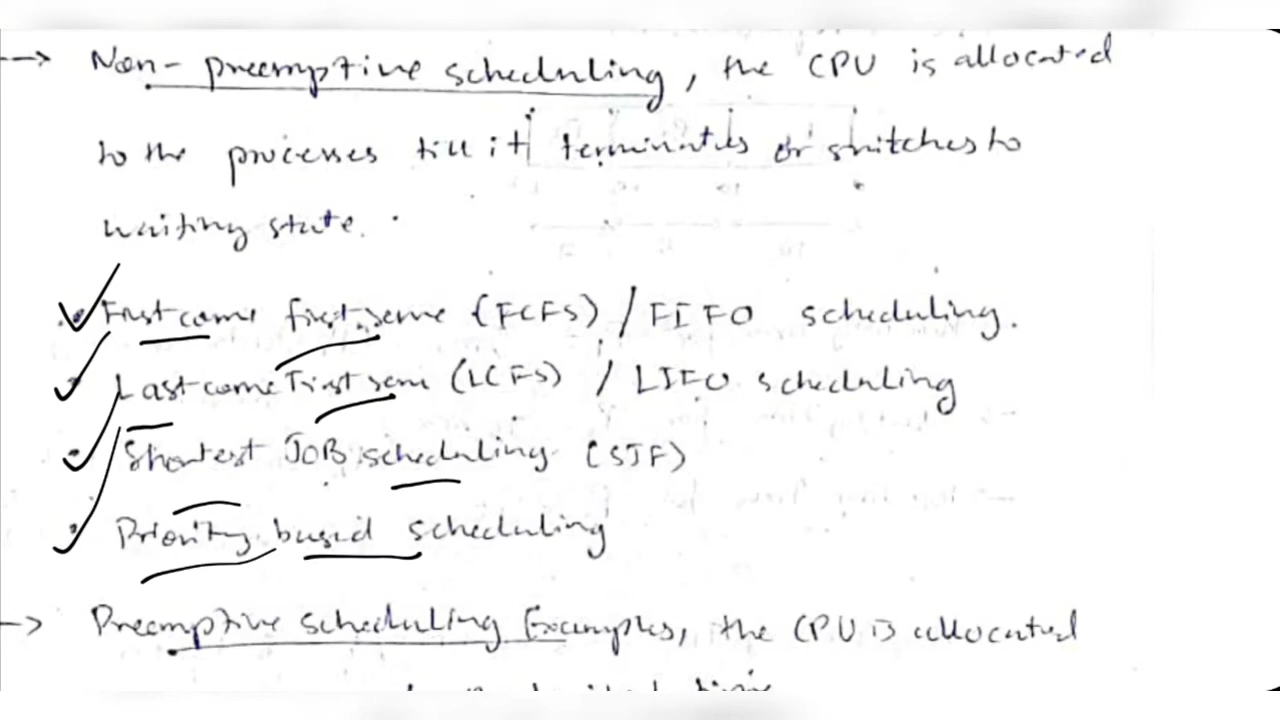 → Non-preemptive scheduling, the CPU is allocated
to the processes till it terminates or switches to
waiting state.
First come first serve (FCFS) / FIFO scheduling.
Last come First serv (LCFS) / LIFO scheduling
Shortest JOB scheduling (SJF)
Priority based scheduling
→ Preemptive scheduling Examples, the CPU is allocated